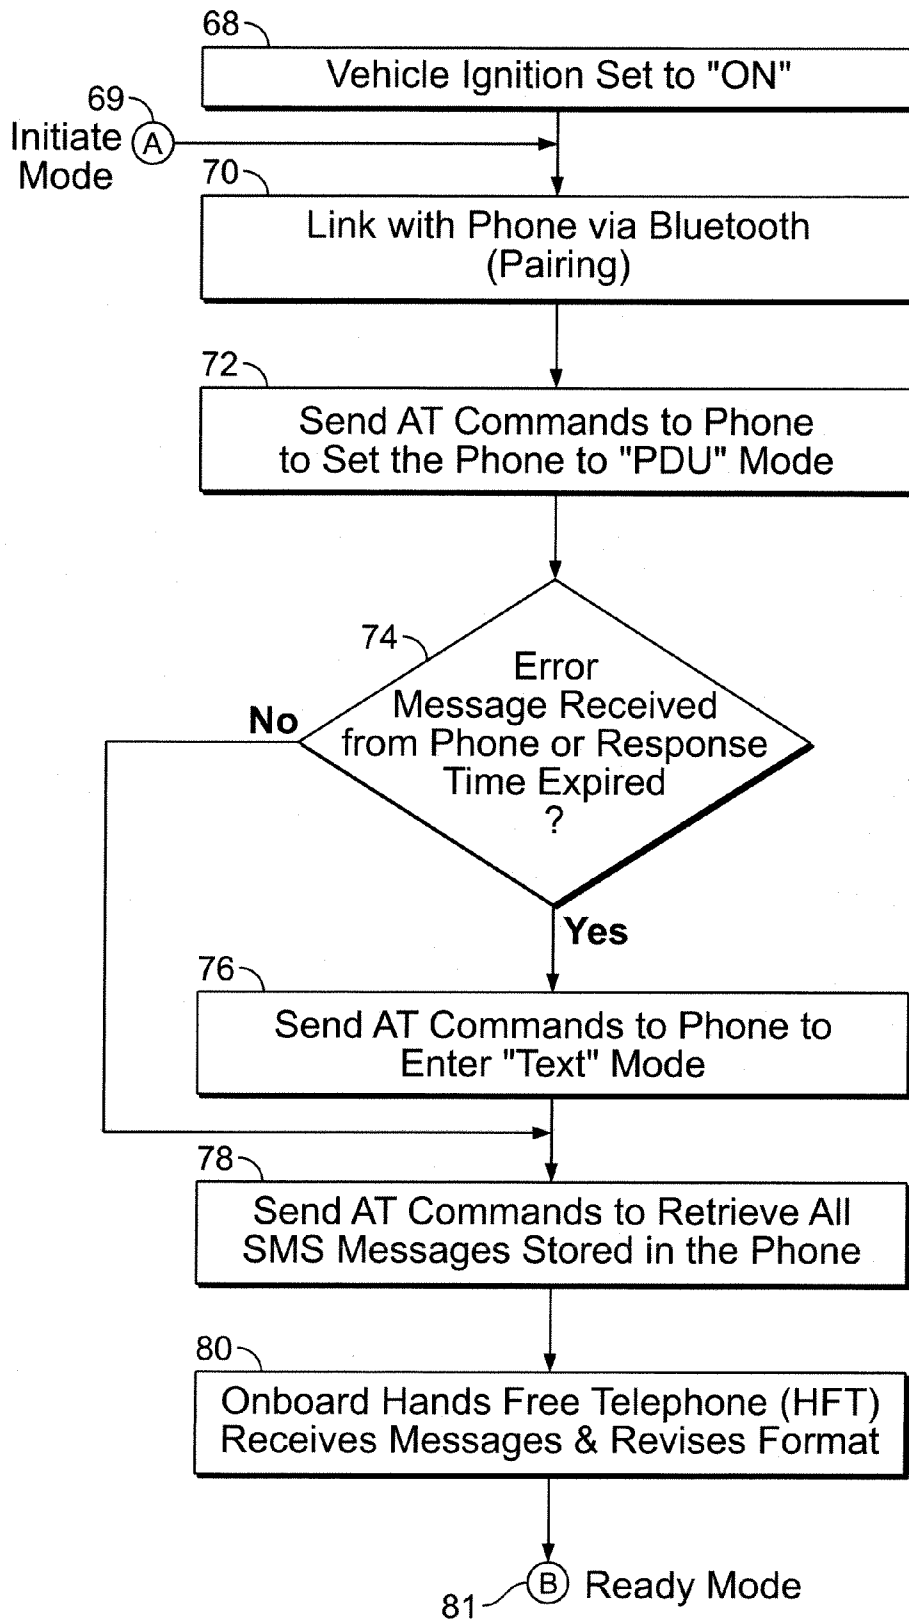 68
Vehicle Ignition Set to "ON"
69
Initiate
Mode
A
70
Link with Phone via Bluetooth
(Pairing)
72
Send AT Commands to Phone
to Set the Phone to "PDU" Mode
74
Error
Message Received
from Phone or Response
Time Expired
?
No
Yes
76
Send AT Commands to Phone to
Enter "Text" Mode
78
Send AT Commands to Retrieve All
SMS Messages Stored in the Phone
80
Onboard Hands Free Telephone (HFT)
Receives Messages & Revises Format
B Ready Mode
81